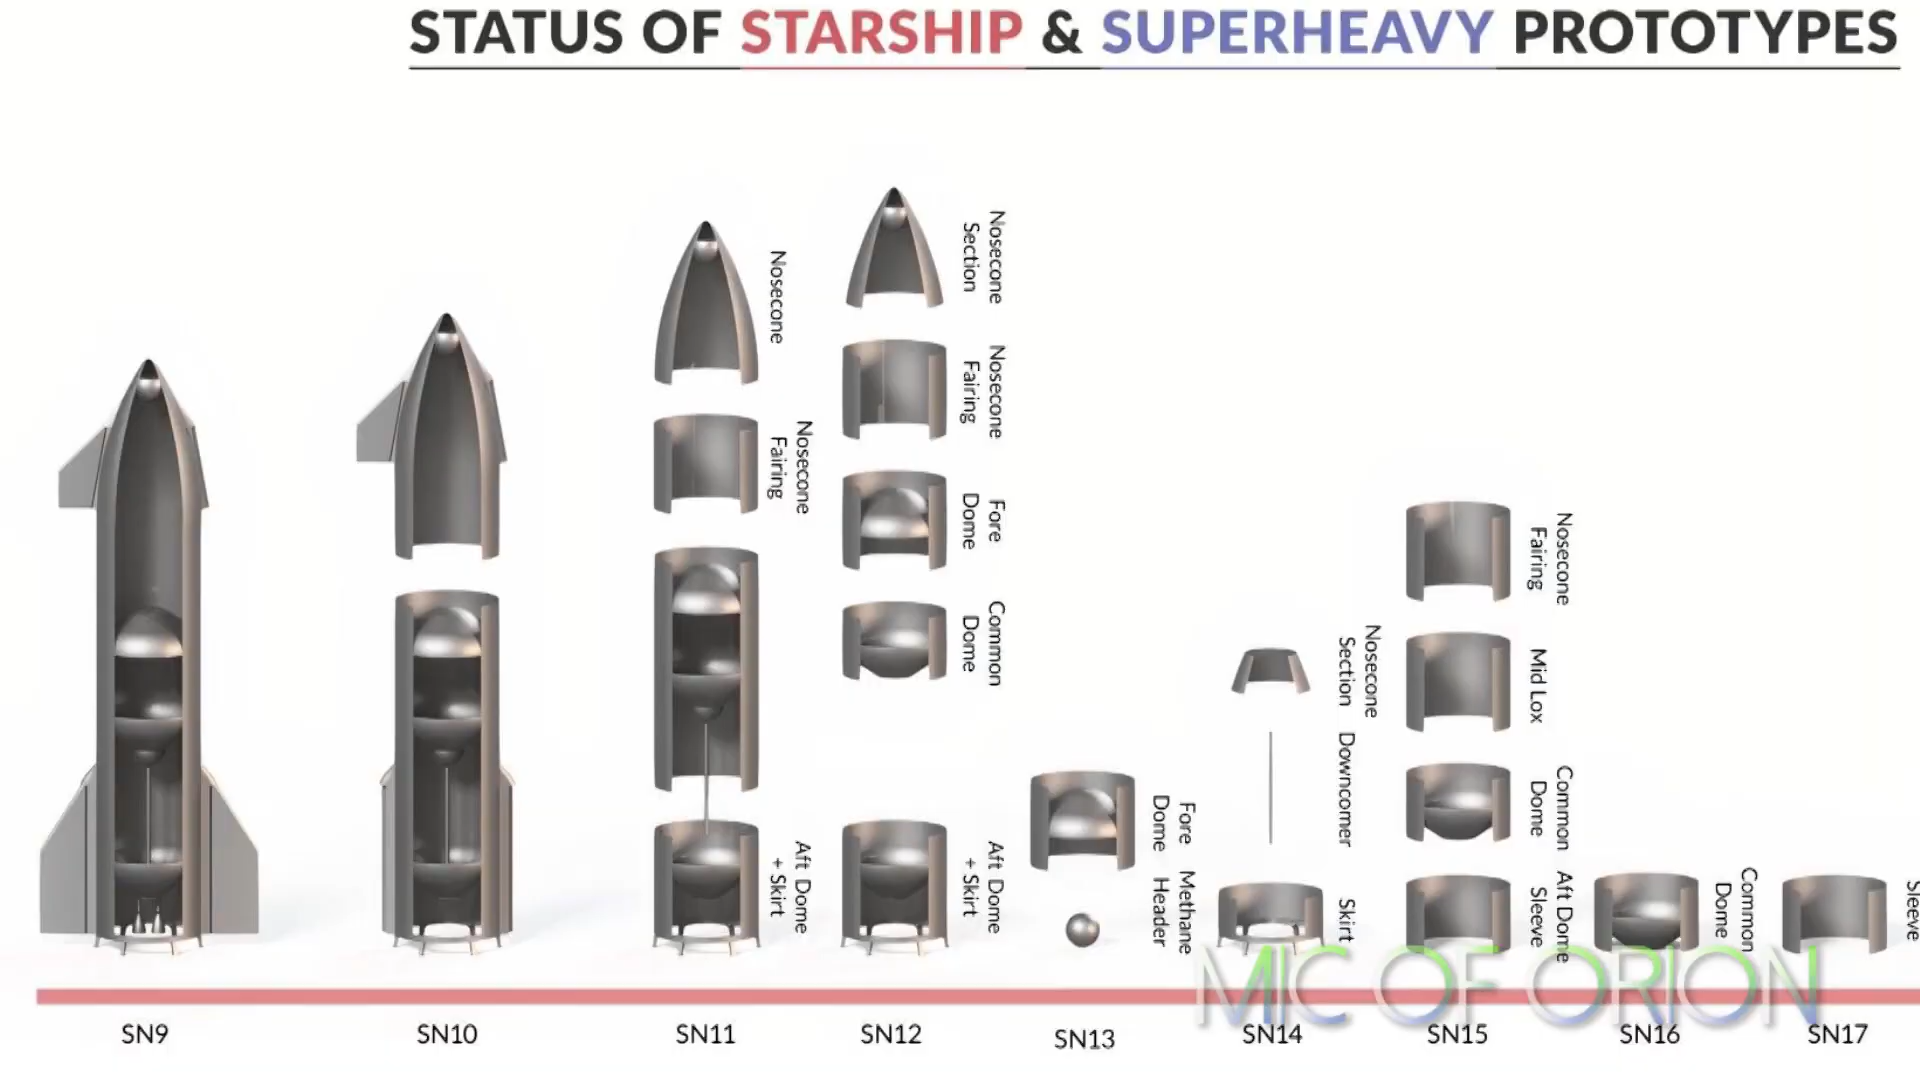 STATUS OF STARSHIP & SUPERHEAVY PROTOTYPES
Nosecone
Nosecone
Fairing
Aft Dome
+ Skirt
Nosecone
Section
Nosecone
Fairing
Fore
Dome
Common
Dome
Aft Dome
+ Skirt
Fore
Dome
Methane
Header
Nosecone
Section
Downcomer
Skirt
Nosecone
Fairing
Mid Lox
Common
Dome
Aft Dome
Sleeve
Common
Dome
Sleeve
MIC OF ORION
SN9
SN10
SN11
SN12
SN13
SN14
SN15
SN16
SN17